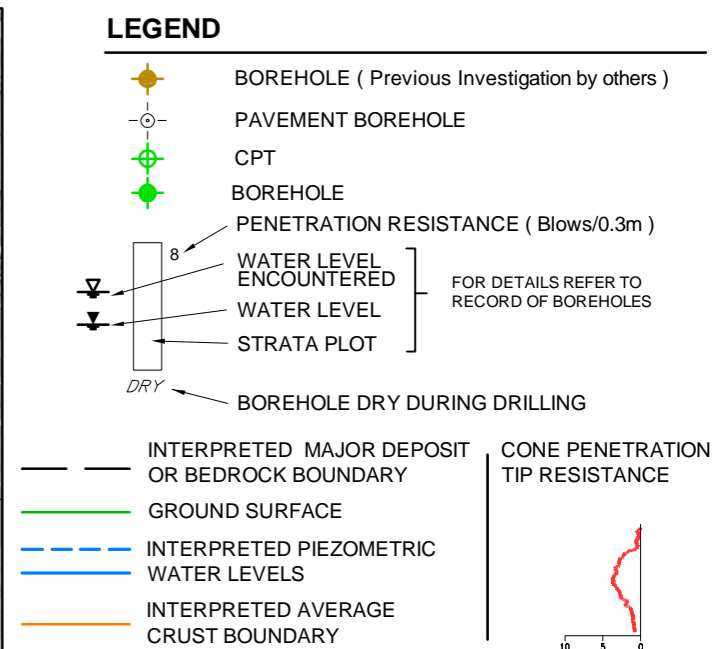 LEGEND
BOREHOLE ( Previous Investigation by others )
PAVEMENT BOREHOLE
CPT
BOREHOLE
PENETRATION RESISTANCE ( Blows/0.3m )
8
WATER LEVEL
ENCOUNTERED
WATER LEVEL
STRATA PLOT
FOR DETAILS REFER TO
RECORD OF BOREHOLES
DRY
BOREHOLE DRY DURING DRILLING
INTERPRETED MAJOR DEPOSIT
OR BEDROCK BOUNDARY
GROUND SURFACE
INTERPRETED PIEZOMETRIC
WATER LEVELS
INTERPRETED AVERAGE
CRUST BOUNDARY
CONE PENETRATION
TIP RESISTANCE
10 5 0